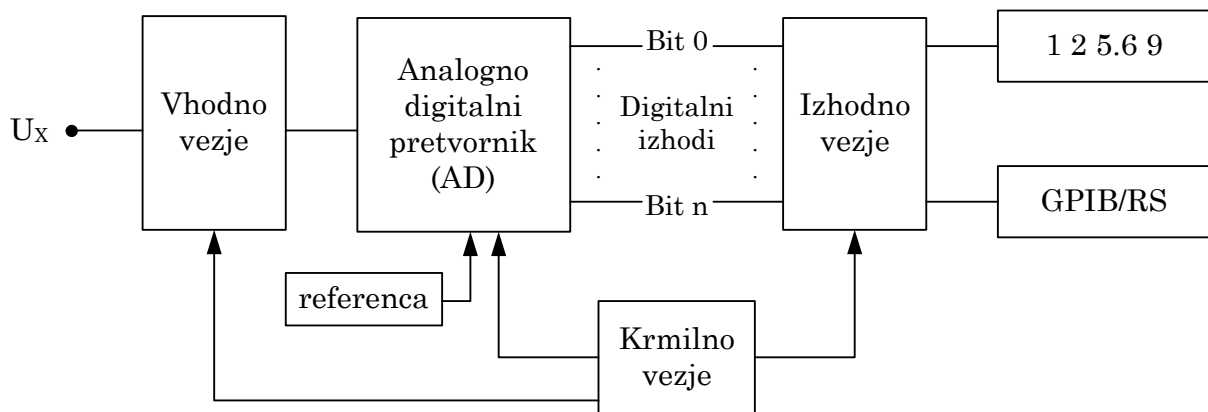 U_X
Vhodno
vezje
Analogno
digitalni
pretvornik
(AD)
Bit 0
Digitalni
izhodi
Bit n
Izhodno
vezje
1 2 5.6 9
GPIB/RS
referenca
Krmilno
vezje